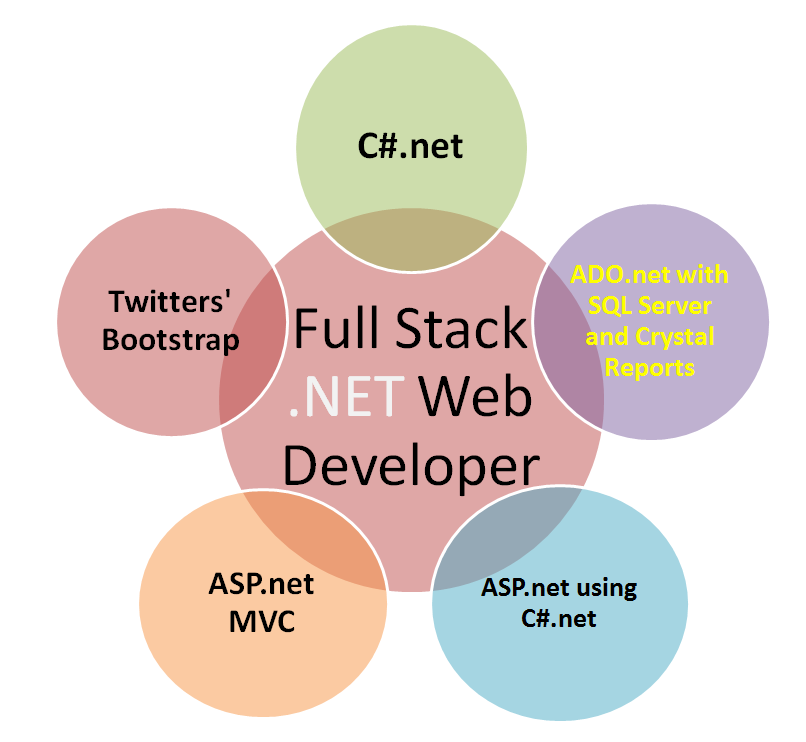 C#.net
ADO.net with
SQL Server
and Crystal
Reports
Twitters'
Bootstrap
Full Stack
.NET Web
Developer
ASP.net
MVC
ASP.net using
C#.net